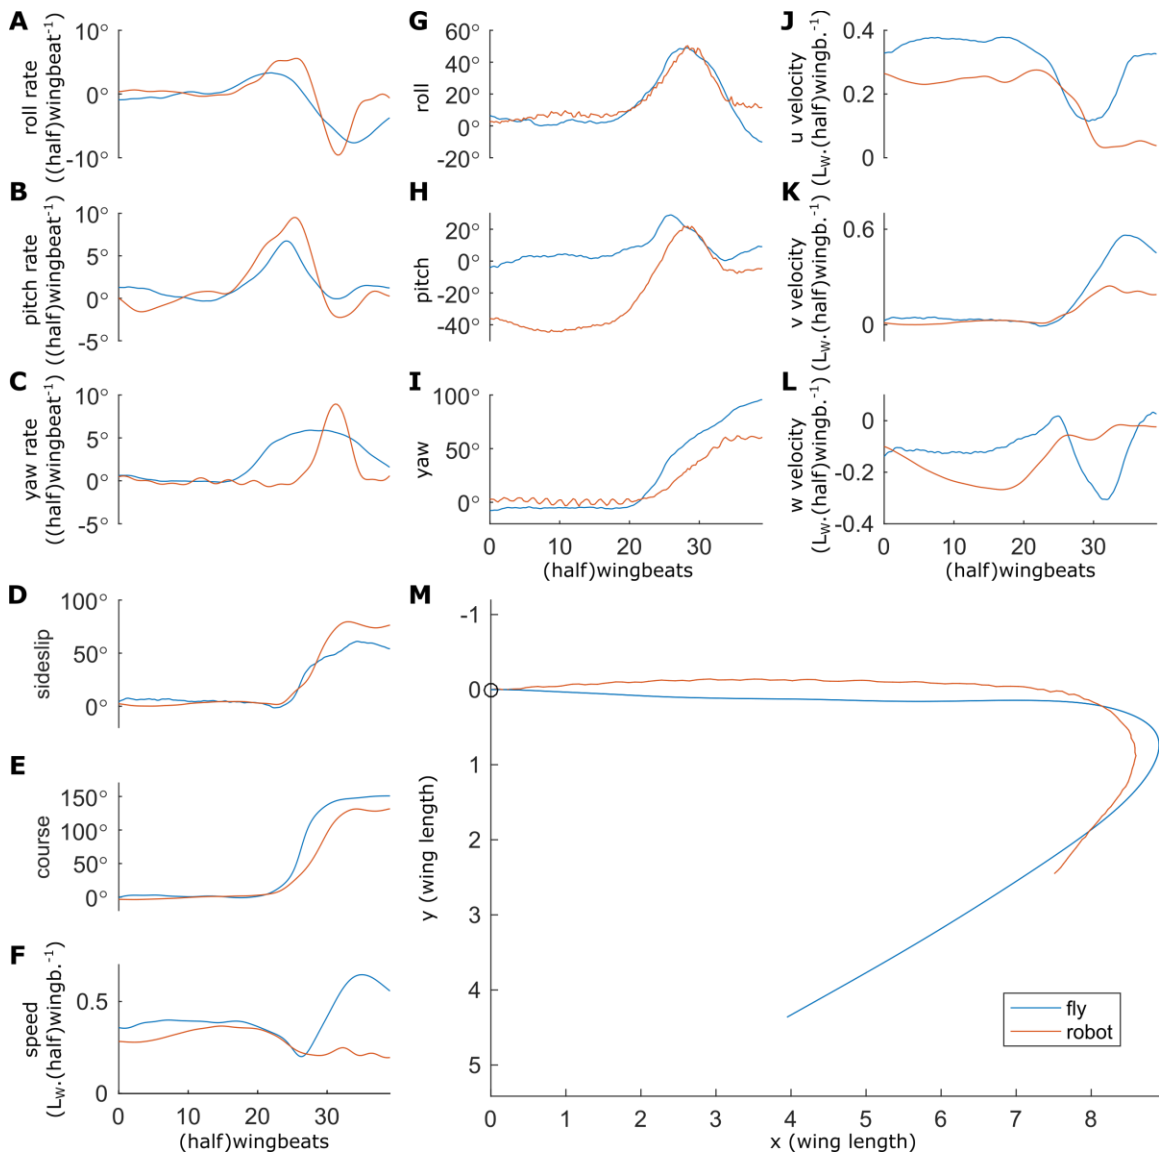 A
roll rate
((half)wingbeat⁻¹)
10°
0°
-10°
G
roll
60°
40°
20°
0°
-20°
J
u velocity
(L_W.(half)wingb.⁻¹)
0.4
0.2
0
B
pitch rate
((half)wingbeat⁻¹)
10°
5°
0°
-5°
H
pitch
20°
0°
-20°
-40°
K
v velocity
(L_W.(half)wingb.⁻¹)
0.6
0
C
yaw rate
((half)wingbeat⁻¹)
10°
5°
0°
-5°
I
yaw
100°
50°
0°
0 10 20 30
(half)wingbeats
L
w velocity
(L_W.(half)wingb.⁻¹)
0
-0.2
-0.4
0 10 20 30
(half)wingbeats
D
sideslip
100°
50°
0°
E
course
150°
100°
50°
0°
F
speed
(L_W.(half)wingb.⁻¹)
0.5
0
0 10 20 30
(half)wingbeats
M
y (wing length)
-1
0
1
2
3
4
5
fly
robot
0 1 2 3 4 5 6 7 8
x (wing length)